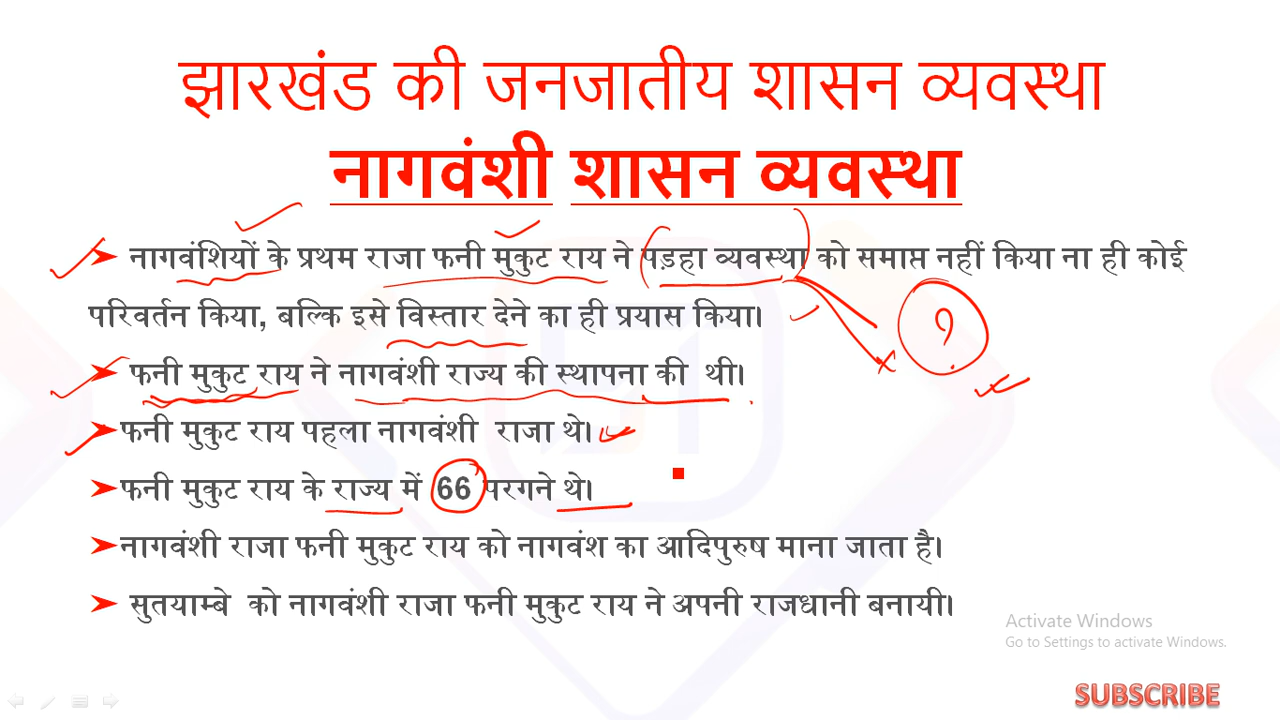 झारखंड की जनजातीय शासन व्यवस्था
नागवंशी शासन व्यवस्था
➤ नागवंशियों के प्रथम राजा फनी मुकुट राय ने पड़हा व्यवस्था को समाप्त नहीं किया ना ही कोई
परिवर्तन किया, बल्कि इसे विस्तार देने का ही प्रयास किया।
?
➤ फनी मुकुट राय ने नागवंशी राज्य की स्थापना की थी।
➤फनी मुकुट राय पहला नागवंशी राजा थे।
➤फनी मुकुट राय के राज्य में 66 परगने थे।
➤नागवंशी राजा फनी मुकुट राय को नागवंश का आदिपुरुष माना जाता है।
➤ सुतयाम्बे को नागवंशी राजा फनी मुकुट राय ने अपनी राजधानी बनायी।
Activate Windows
Go to Settings to activate Windows.
SUBSCRIBE